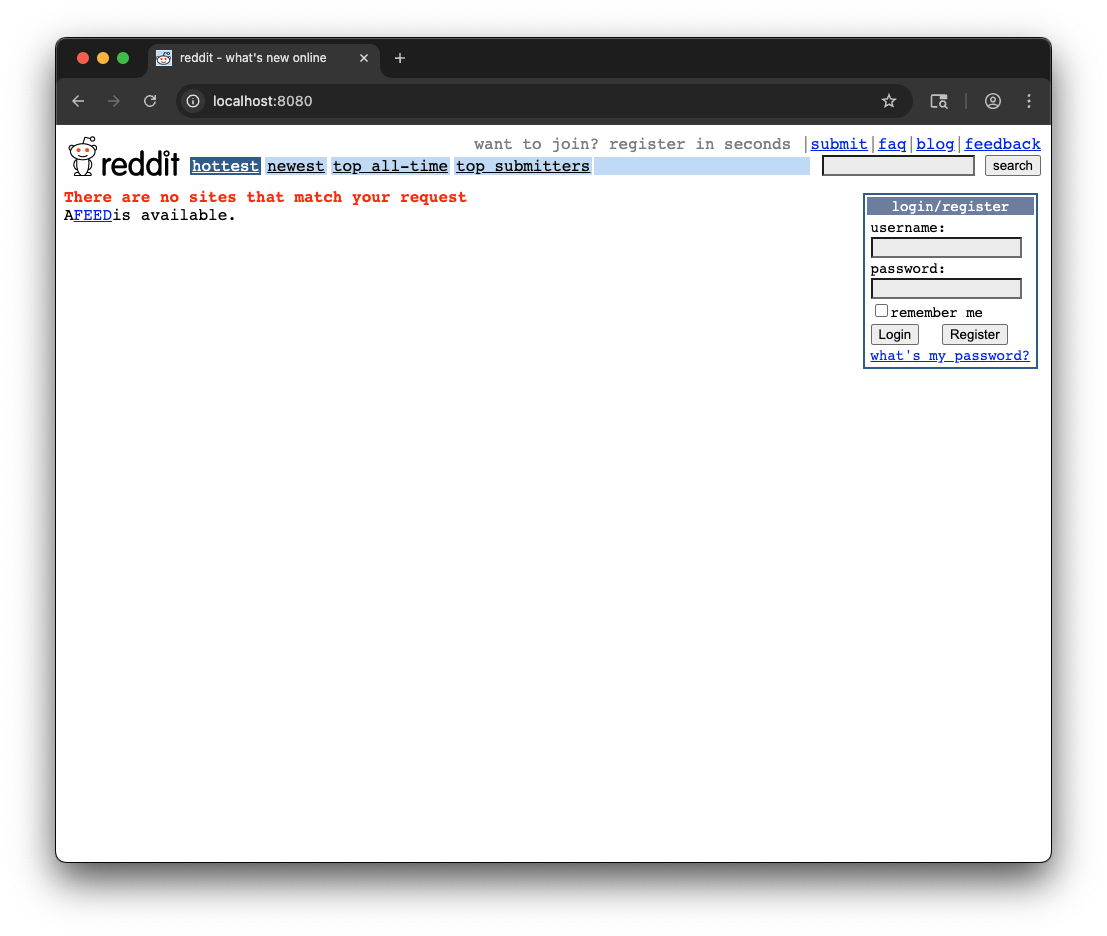 reddit - what's new online
localhost:8080
want to join? register in seconds |submit|faq|blog|feedback
reddit hottest newest top all-time top submitters search
There are no sites that match your request
AFEEDis available.
login/register
username:
password:
remember me
Login Register
what's my password?